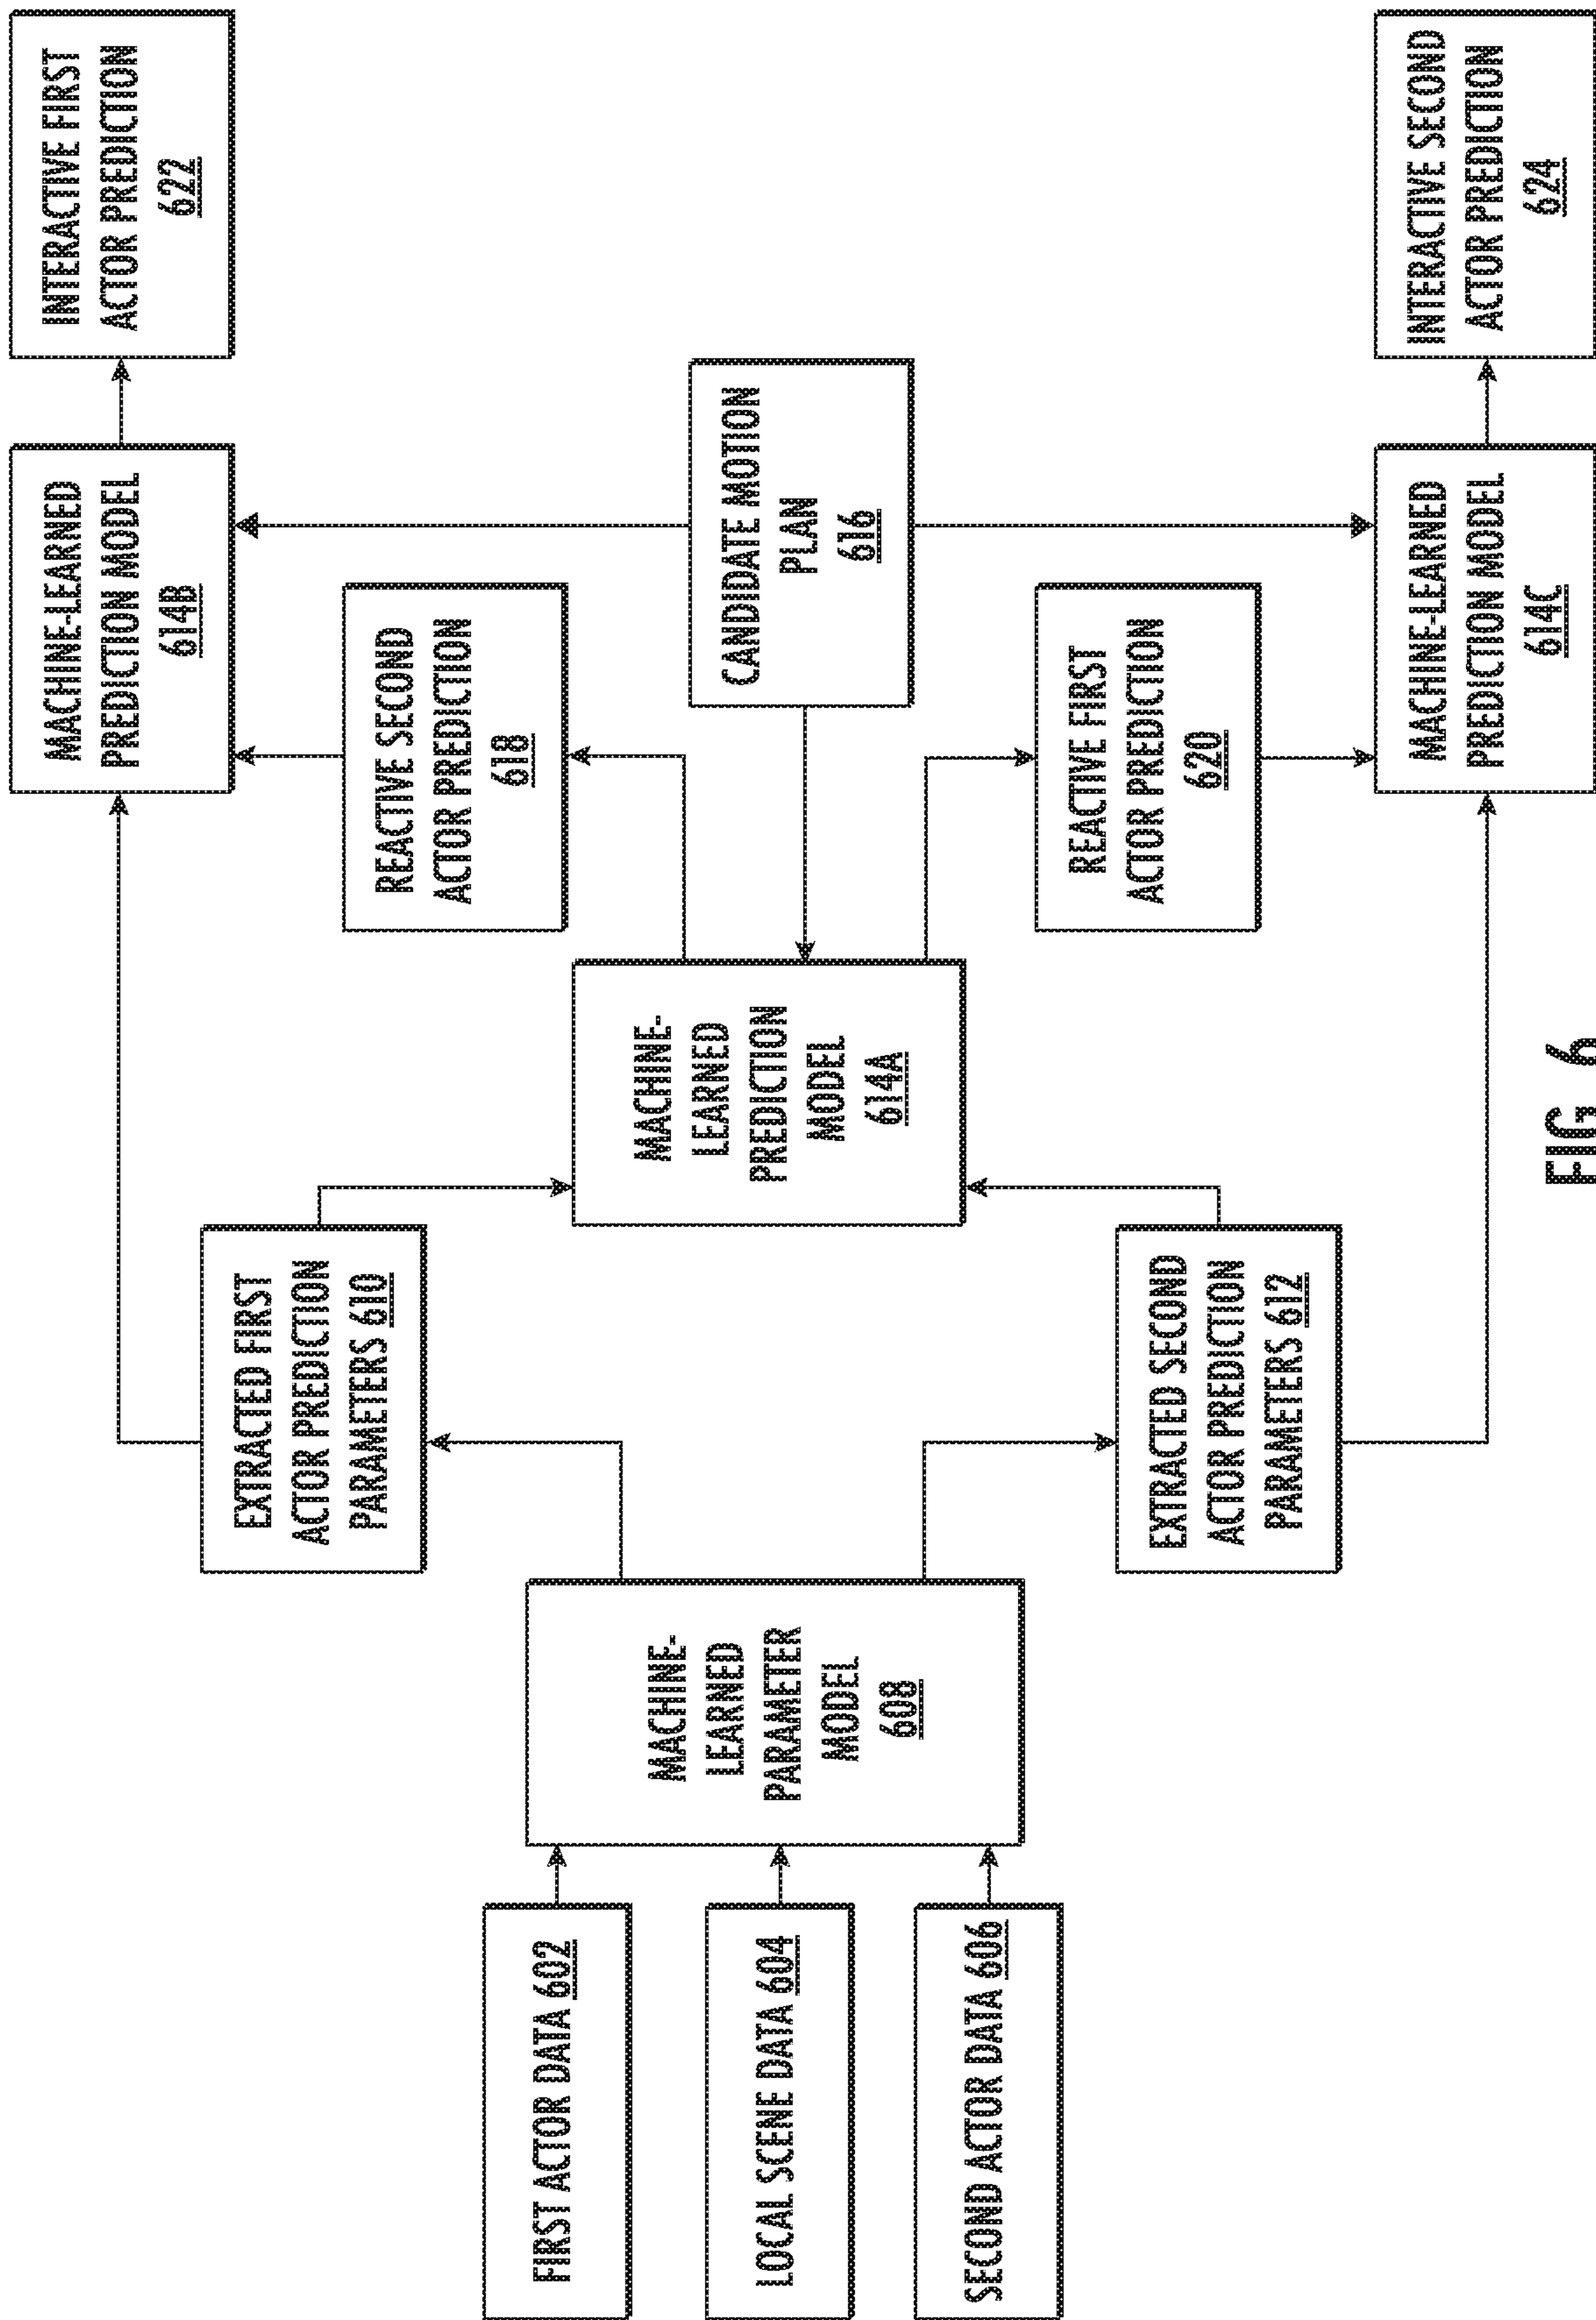 FIRST ACTOR DATA 602
LOCAL SCENE DATA 604
SECOND ACTOR DATA 606
MACHINE-
LEARNED
PARAMETER
MODEL
608
EXTRACTED FIRST
ACTOR PREDICTION
PARAMETERS 610
EXTRACTED SECOND
ACTOR PREDICTION
PARAMETERS 612
MACHINE-
LEARNED
PREDICTION
MODEL
614A
REACTIVE SECOND
ACTOR PREDICTION
618
REACTIVE FIRST
ACTOR PREDICTION
620
MACHINE-LEARNED
PREDICTION MODEL
614B
CANDIDATE MOTION
PLAN
616
MACHINE-LEARNED
PREDICTION MODEL
614C
INTERACTIVE FIRST
ACTOR PREDICTION
622
INTERACTIVE SECOND
ACTOR PREDICTION
624
FIG. 6